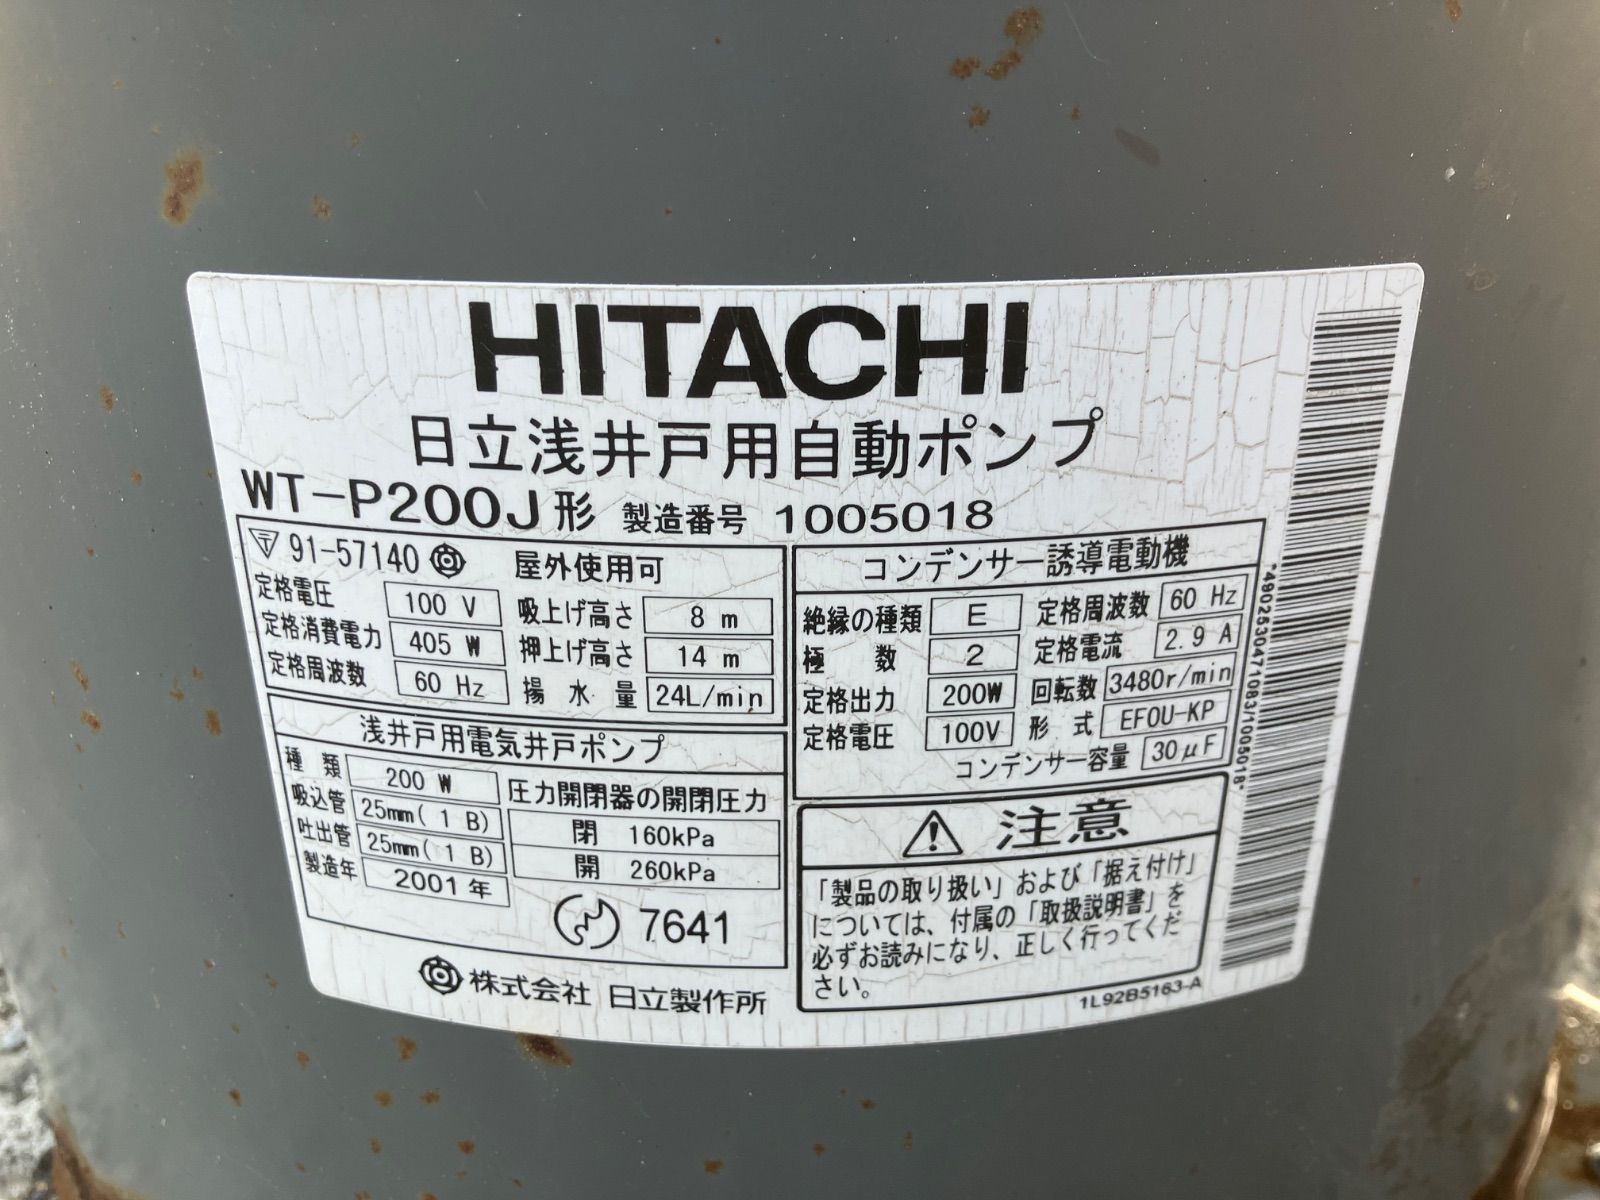 HITACHI
日立浅井戸用自動ポンプ
WT-P200J形 製造番号 1005018
91-57140 屋外使用可
定格電圧 100 V 吸上げ高さ 8 m
定格消費電力 405 W 押上げ高さ 14 m
定格周波数 60 Hz 揚水量 24L/min
浅井戸用電気井戸ポンプ
種類 200 W 圧力開閉器の開閉圧力
吸込管 25mm(1 B) 閉 160kPa
吐出管 25mm(1 B) 開 260kPa
製造年 2001年
7641
株式会社 日立製作所
コンデンサー誘導電動機
絶縁の種類 E 定格周波数 60 Hz
極数 2 定格電流 2.9 A
定格出力 200W 回転数 3480r/min
定格電圧 100V 形式 EFOU-KP
コンデンサー容量 30μF
注意
「製品の取り扱い」および「据え付け」
については、付属の「取扱説明書」を
必ずお読みになり、正しく行ってくだ
さい。
1L92B5163-A
*4902530471083/1005018*